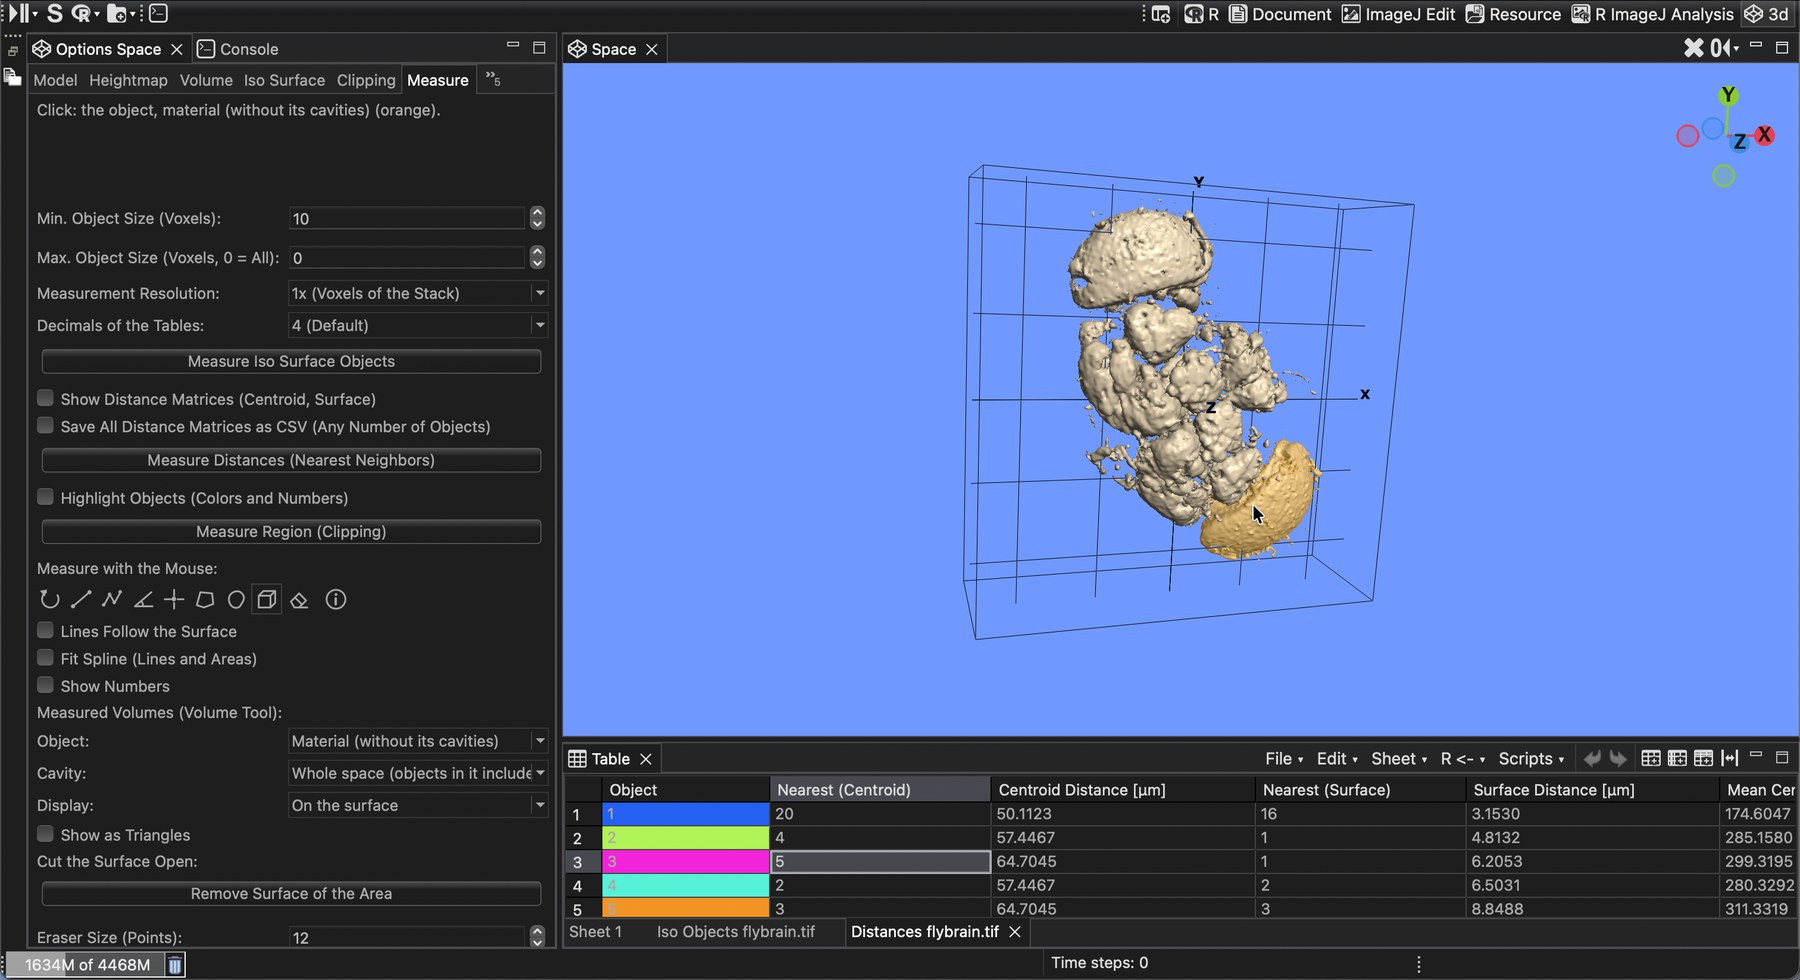 R Document ImageJ Edit Resource R ImageJ Analysis 3d
Options Space Console
Space
Model Heightmap Volume Iso Surface Clipping Measure »5
Click: the object, material (without its cavities) (orange).
Min. Object Size (Voxels): 10
Max. Object Size (Voxels, 0 = All): 0
Measurement Resolution: 1x (Voxels of the Stack)
Decimals of the Tables: 4 (Default)
Measure Iso Surface Objects
Show Distance Matrices (Centroid, Surface)
Save All Distance Matrices as CSV (Any Number of Objects)
Measure Distances (Nearest Neighbors)
Highlight Objects (Colors and Numbers)
Measure Region (Clipping)
Measure with the Mouse:
Lines Follow the Surface
Fit Spline (Lines and Areas)
Show Numbers
Measured Volumes (Volume Tool):
Object: Material (without its cavities)
Cavity: Whole space (objects in it include
Display: On the surface
Show as Triangles
Cut the Surface Open:
Remove Surface of the Area
Eraser Size (Points): 12
1634M of 4468M
Y
Z X
Y
X
Z
Table File Edit Sheet R <- Scripts
Object Nearest (Centroid) Centroid Distance [µm] Nearest (Surface) Surface Distance [µm] Mean Cer
1 1 20 50.1123 16 3.1530 174.6047
2 2 4 57.4467 1 4.8132 285.1580
3 3 5 64.7045 1 6.2053 299.3195
4 4 2 57.4467 2 6.5031 280.3292
5 5 3 64.7045 3 8.8488 311.3319
Sheet 1 Iso Objects flybrain.tif Distances flybrain.tif
Time steps: 0